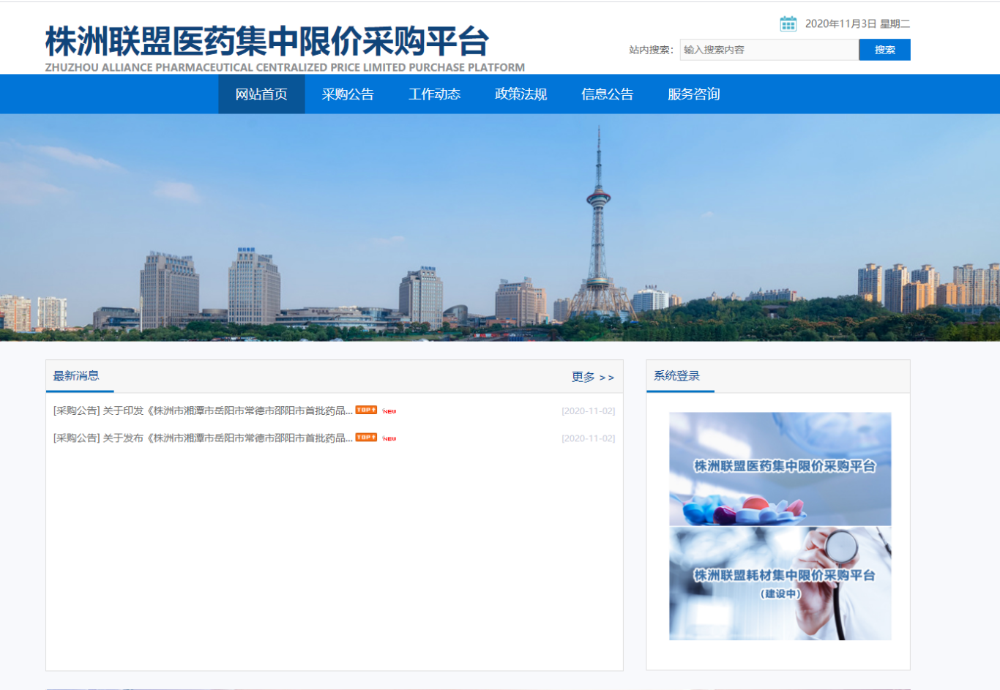 株洲联盟医药集中限价采购平台
ZHUZHOU ALLIANCE PHARMACEUTICAL CENTRALIZED PRICE LIMITED PURCHASE PLATFORM
2020年11月3日 星期二
站内搜索： 输入搜索内容 搜索
网站首页 采购公告 工作动态 政策法规 信息公告 服务咨询
最新消息 更多 >>
[采购公告] 关于印发《株洲市湘潭市岳阳市常德市邵阳市首批药品... TOP NEW [2020-11-02]
[采购公告] 关于发布《株洲市湘潭市岳阳市常德市邵阳市首批药品... TOP NEW [2020-11-02]
系统登录
株洲联盟医药集中限价采购平台
株洲联盟耗材集中限价采购平台
(建设中)